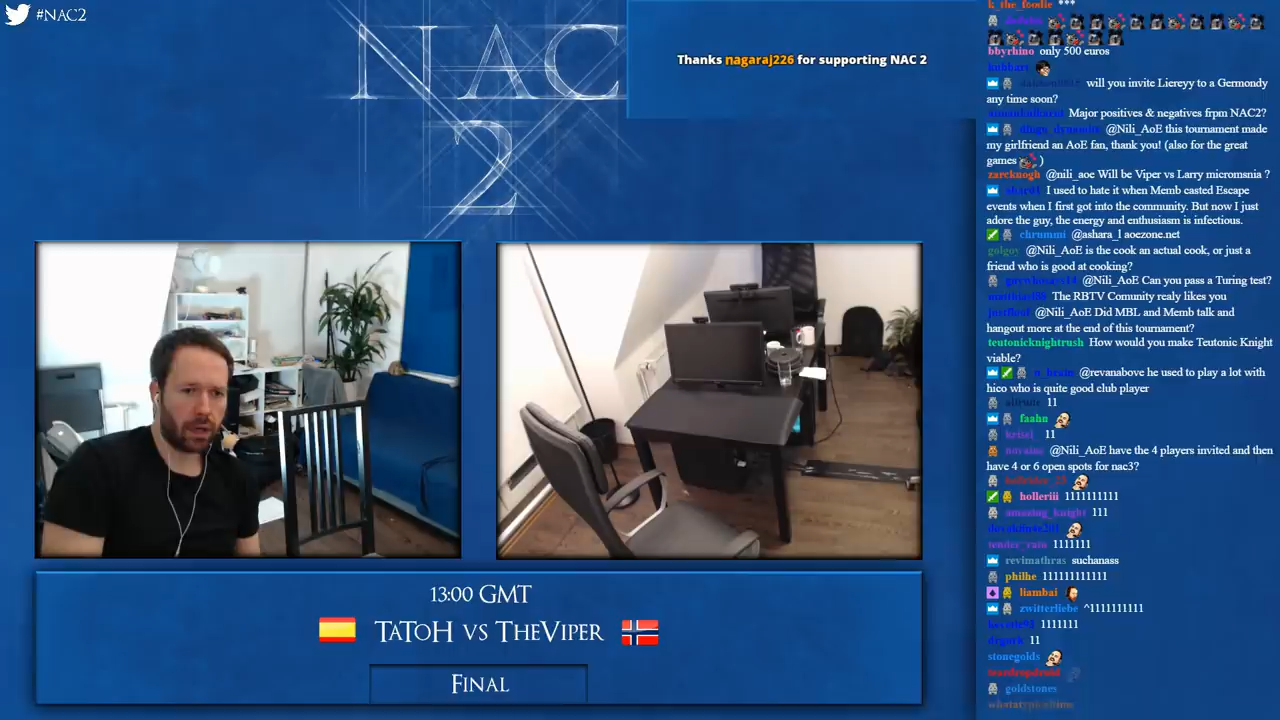 #NAC2
NAC
2
Thanks nagaraj226 for supporting NAC 2
13:00 GMT
TaToH vs TheViper
Final
k_the_foodie ***
bbyrhino only 500 euros
will you invite Liereyy to a Germondy
any time soon?
Major positives & negatives frpm NAC2?
@Nili_AoE this tournament made
my girlfriend an AoE fan, thank you! (also for the great
games )
zarcknogh @nili_aoe Will be Viper vs Larry micromsnia ?
I used to hate it when Memb casted Escape
events when I first got into the community. But now I just
adore the guy, the energy and enthusiasm is infectious.
chrummi @ashara_l aoezone.net
golgoy @Nili_AoE is the cook an actual cook, or just a
friend who is good at cooking?
@Nili_AoE Can you pass a Turing test?
The RBTV Comunity realy likes you
@Nili_AoE Did MBL and Memb talk and
hangout more at the end of this tournament?
teutonicknightrush How would you make Teutonic Knight
viable?
@revanabove he used to play a lot with
hico who is quite good club player
11
faahn
11
@Nili_AoE have the 4 players invited and then
have 4 or 6 open spots for nac3?
holleriii 1111111111
amazing_knight 111
1111111
revimathras suchanass
philhe 111111111111
liambai
zwitterliebe ^1111111111
1111111
drgork 11
stonegolds
goldstones